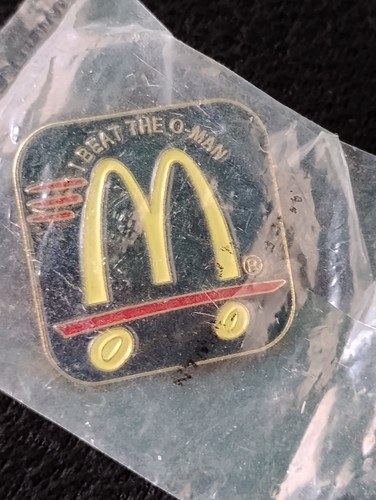 I BEAT THE O-MAN
M
®